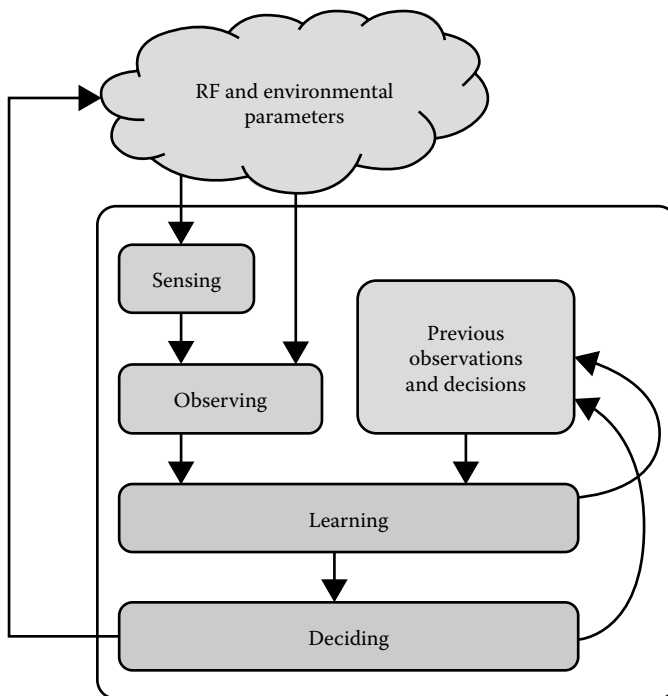 RF and environmental
parameters
Sensing
Previous
observations
and decisions
Observing
Learning
Deciding